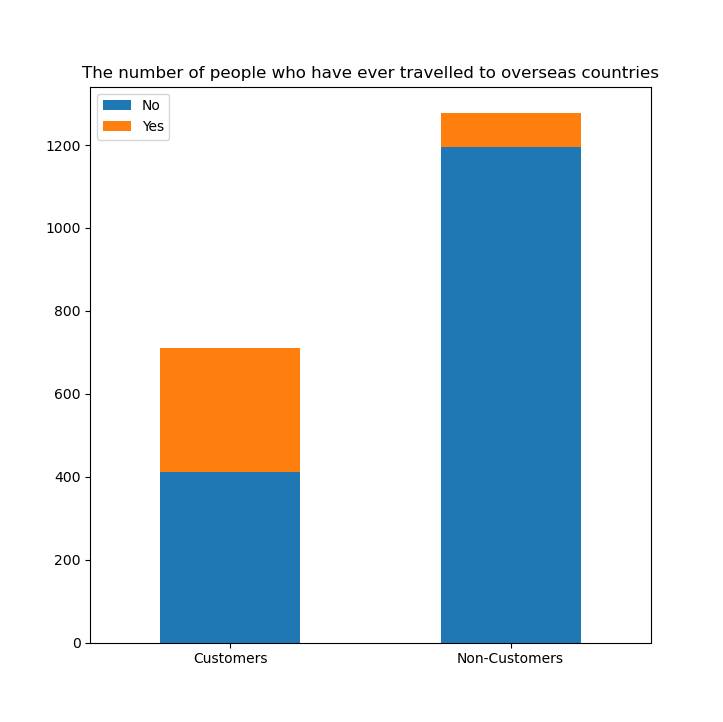 The number of people who have ever travelled to overseas countries
No
Yes
1200
1000
800
600
400
200
0
Customers
Non-Customers